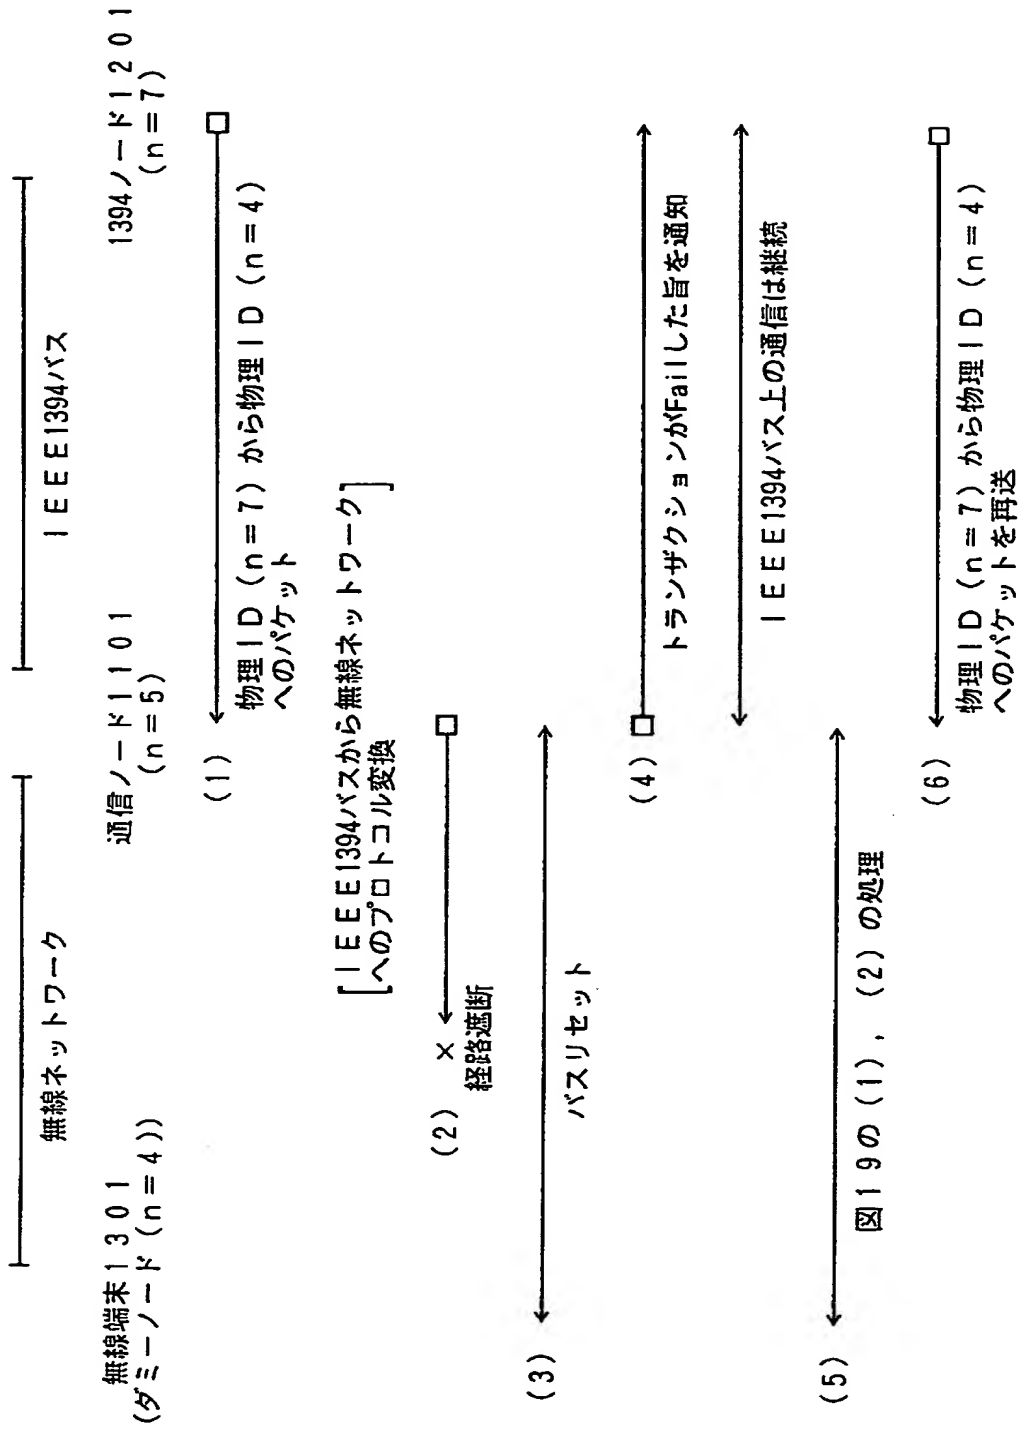 無線ネットワーク
IEEE1394バス
無線端末1301
(ダミーノード(n=4))
通信ノード1101
(n=5)
1394ノード1201
(n=7)
(1)
物理ID(n=7)から物理ID(n=4)
へのパケット
[IEEE1394バスから無線ネットワーク
へのプロトコル変換]
(2)
×
経路遮断
(3)
バスリセット
(4)
トランザクションがFailした旨を通知
IEEE1394バス上の通信は継続
(5)
図19の(1),(2)の処理
(6)
物理ID(n=7)から物理ID(n=4)
へのパケットを再送